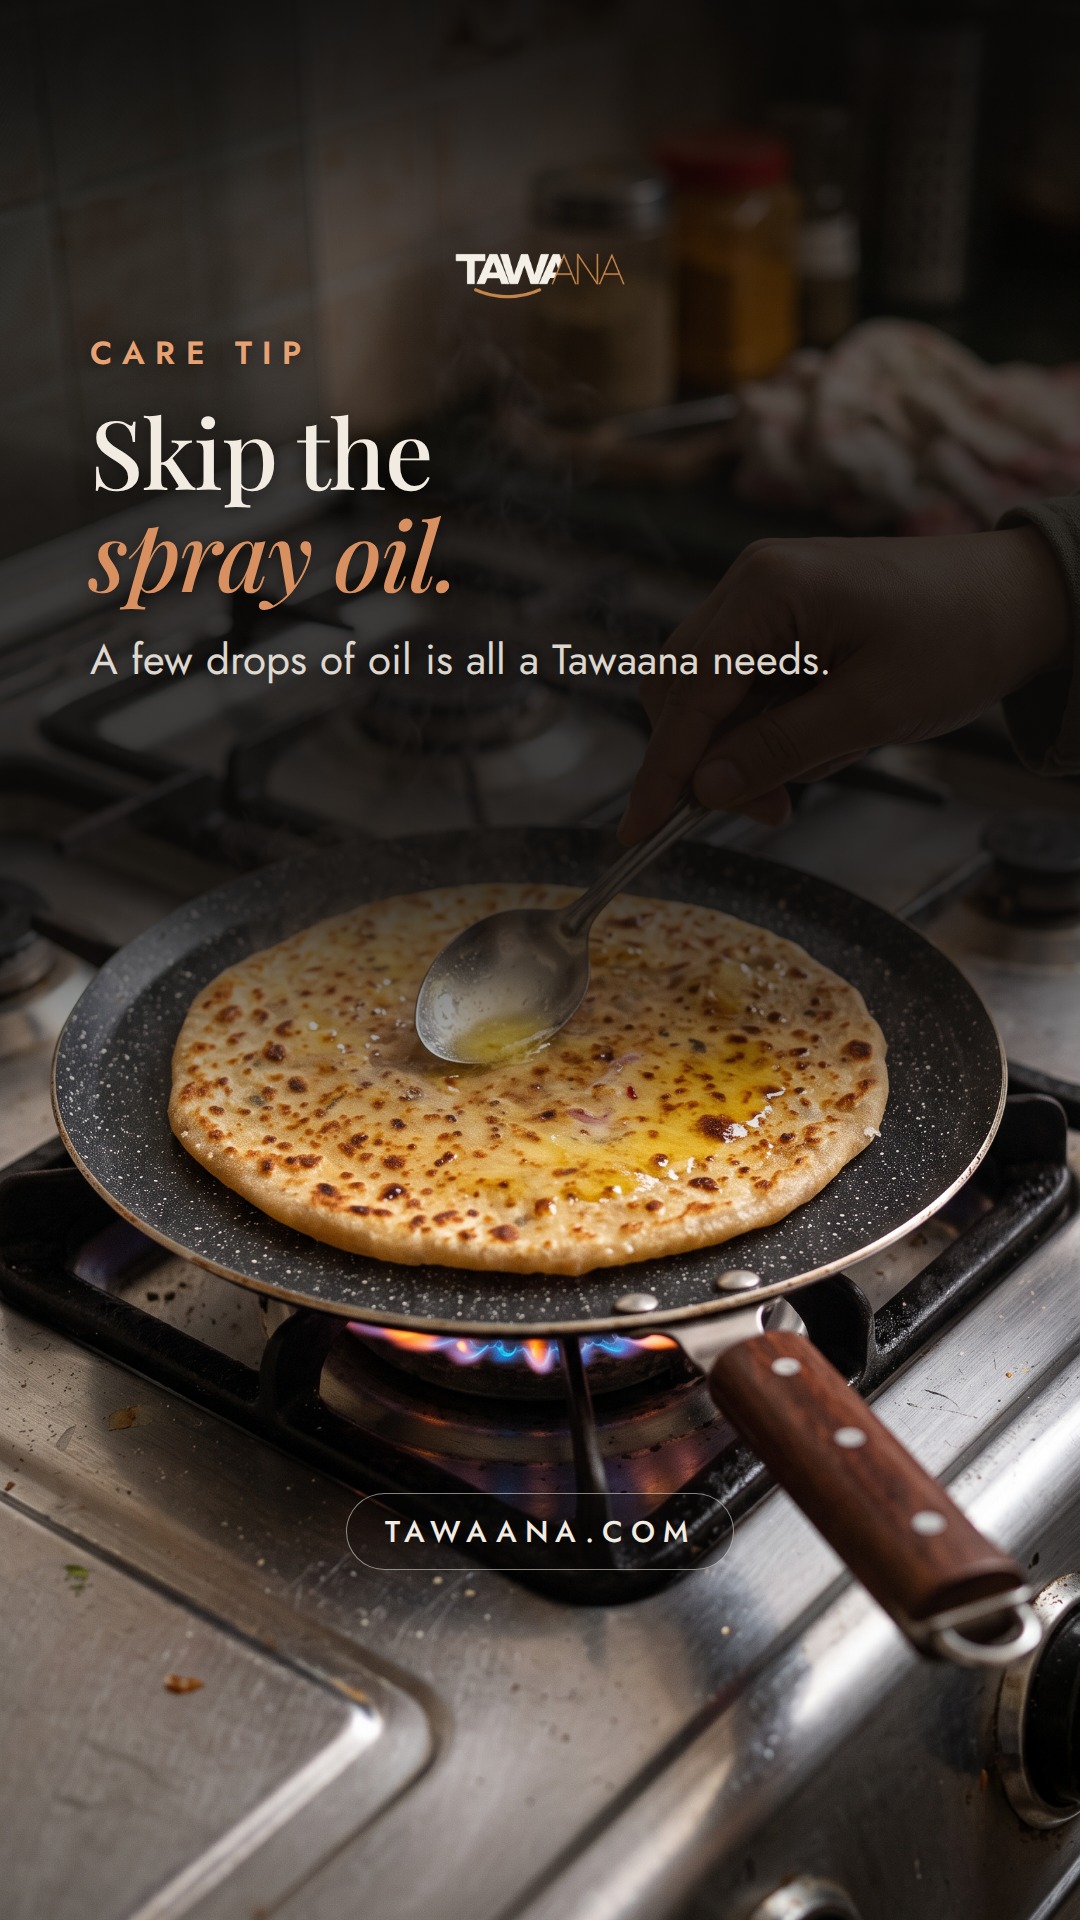 TAWAANA
CARE TIP
Skip the
spray oil.
A few drops of oil is all a Tawaana needs.
TAWAANA.COM